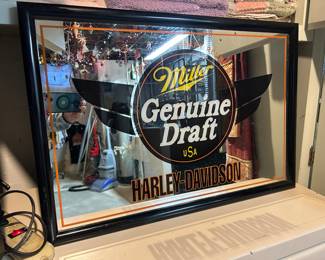 Miller
Genuine
Draft
USA
HARLEY-DAVIDSON